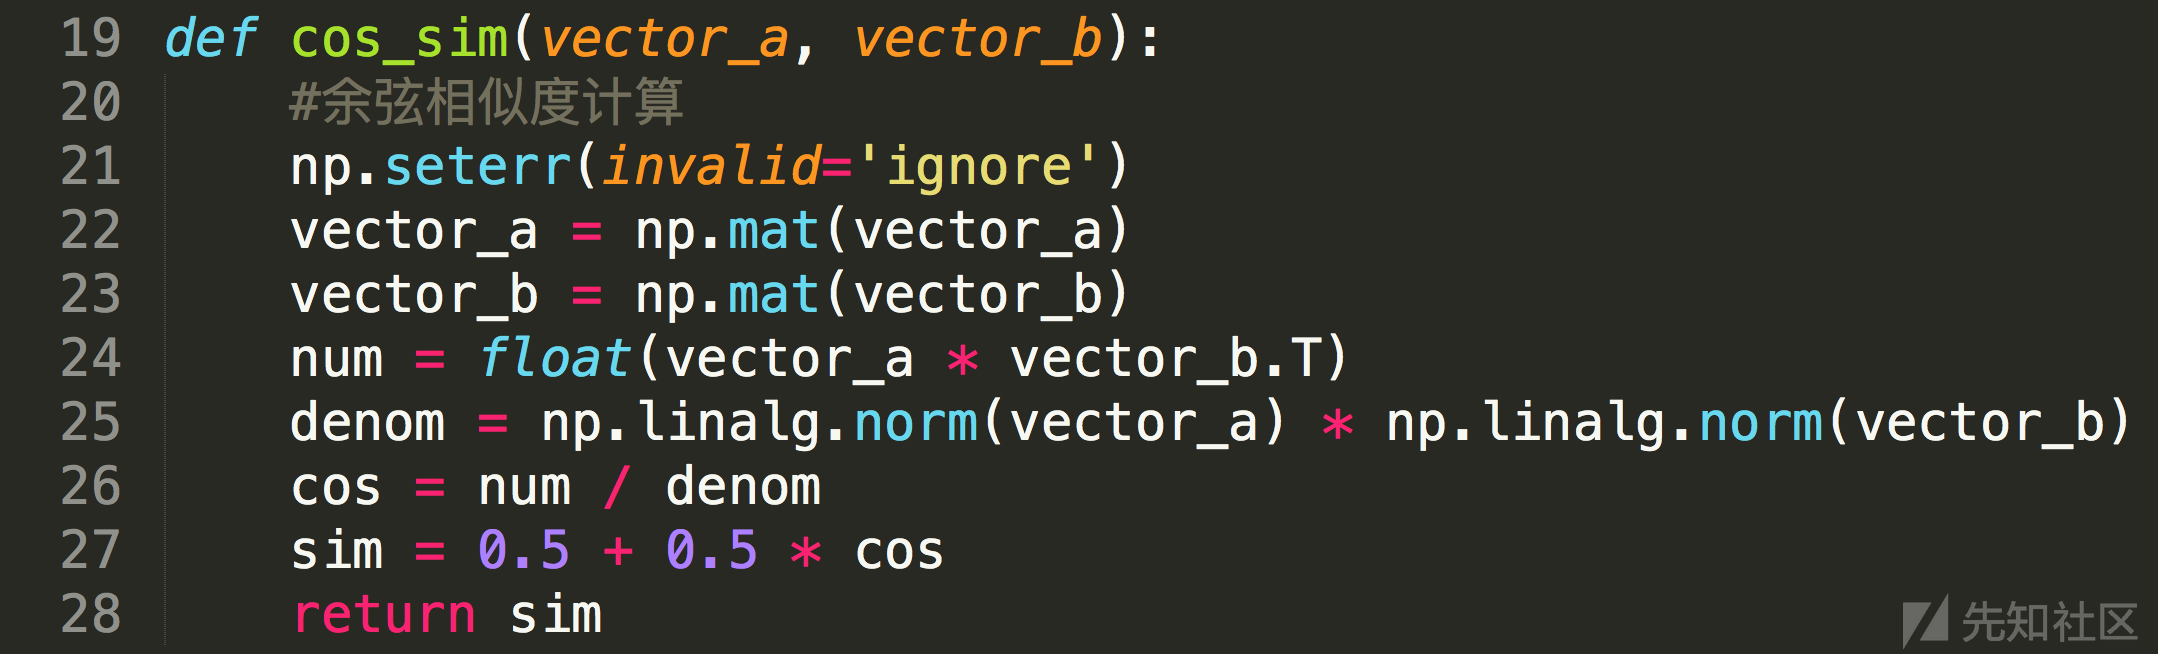 19 def cos_sim(vector_a, vector_b):
20     #余弦相似度计算
21     np.seterr(invalid='ignore')
22     vector_a = np.mat(vector_a)
23     vector_b = np.mat(vector_b)
24     num = float(vector_a * vector_b.T)
25     denom = np.linalg.norm(vector_a) * np.linalg.norm(vector_b)
26     cos = num / denom
27     sim = 0.5 + 0.5 * cos
28     return sim
先知社区